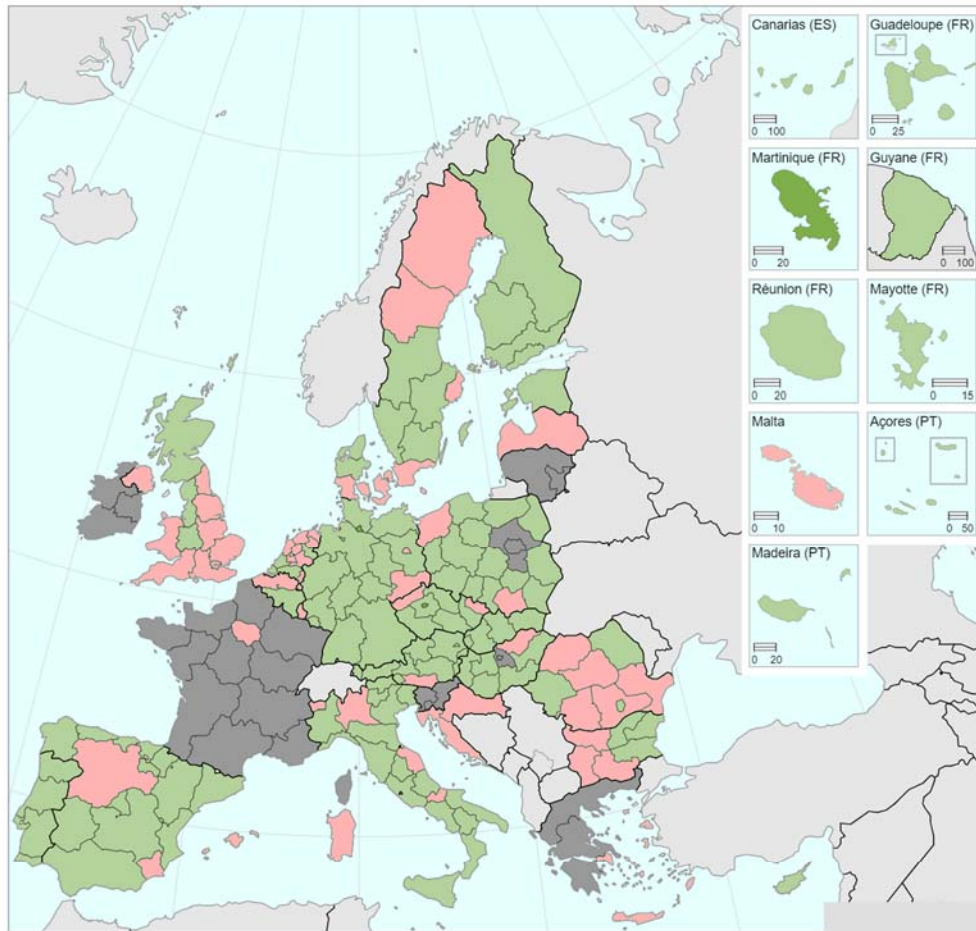 Canarias (ES)
0 100
Guadeloupe (FR)
0 25
Martinique (FR)
0 20
Guyane (FR)
0 100
Réunion (FR)
0 20
Mayotte (FR)
0 15
Malta
0 10
Açores (PT)
0 50
Madeira (PT)
0 20